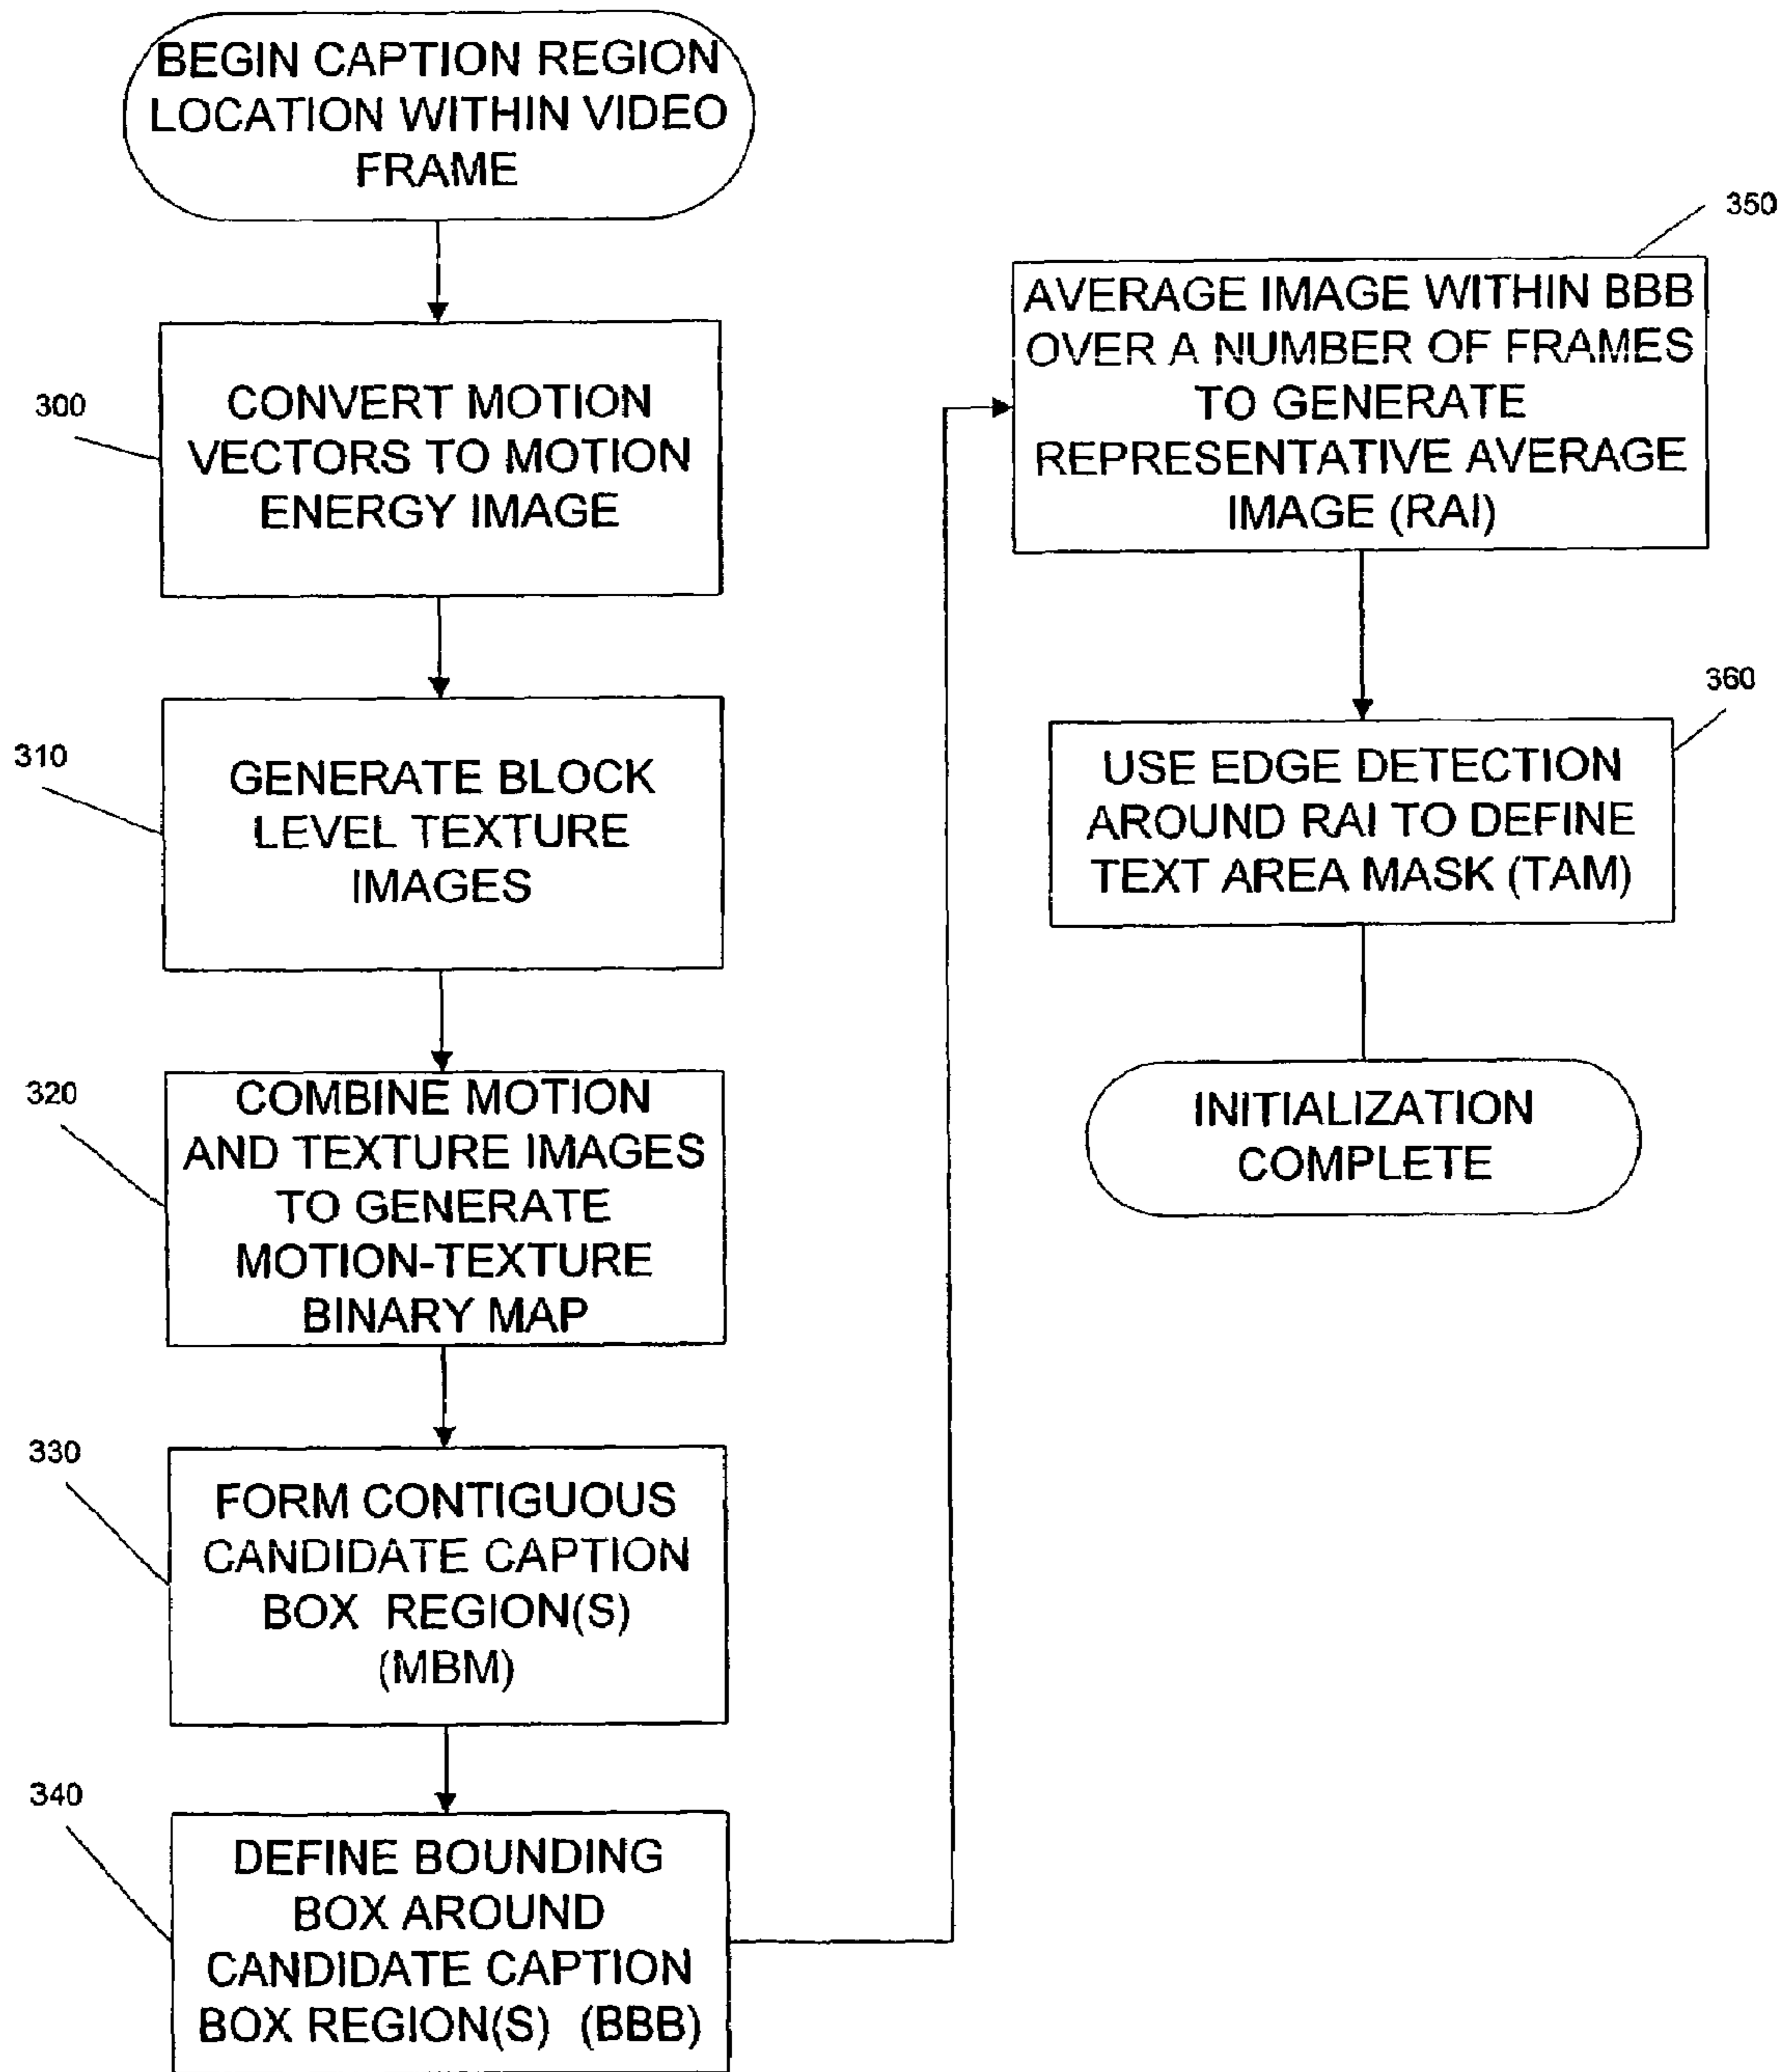 BEGIN CAPTION REGION
LOCATION WITHIN VIDEO
FRAME
300
CONVERT MOTION
VECTORS TO MOTION
ENERGY IMAGE
310
GENERATE BLOCK
LEVEL TEXTURE
IMAGES
320
COMBINE MOTION
AND TEXTURE IMAGES
TO GENERATE
MOTION-TEXTURE
BINARY MAP
330
FORM CONTIGUOUS
CANDIDATE CAPTION
BOX REGION(S)
(MBM)
340
DEFINE BOUNDING
BOX AROUND
CANDIDATE CAPTION
BOX REGION(S) (BBB)
350
AVERAGE IMAGE WITHIN BBB
OVER A NUMBER OF FRAMES
TO GENERATE
REPRESENTATIVE AVERAGE
IMAGE (RAI)
360
USE EDGE DETECTION
AROUND RAI TO DEFINE
TEXT AREA MASK (TAM)
INITIALIZATION
COMPLETE